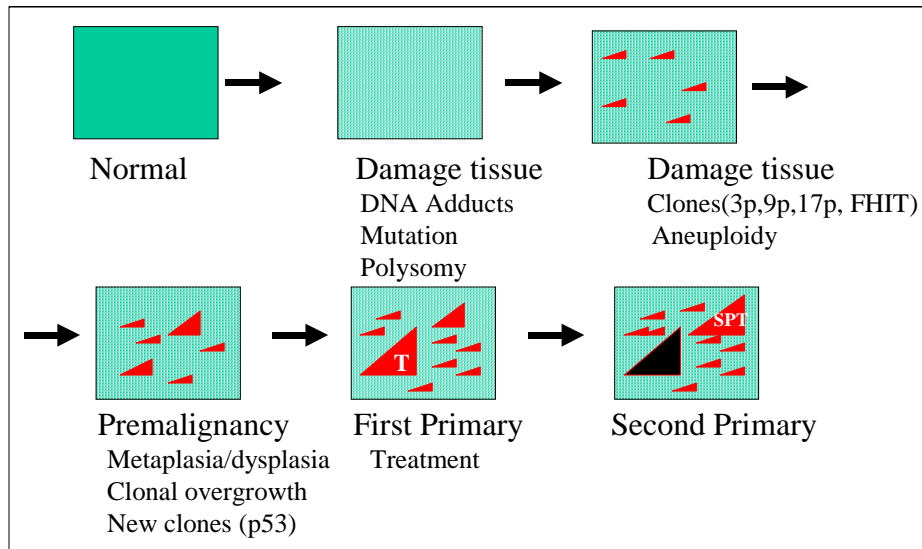 Normal
Damage tissue
DNA Adducts
Mutation
Polysomy
Damage tissue
Clones(3p,9p,17p, FHIT)
Aneuploidy
Premalignancy
Metaplasia/dysplasia
Clonal overgrowth
New clones (p53)
T
First Primary
Treatment
SPT
Second Primary